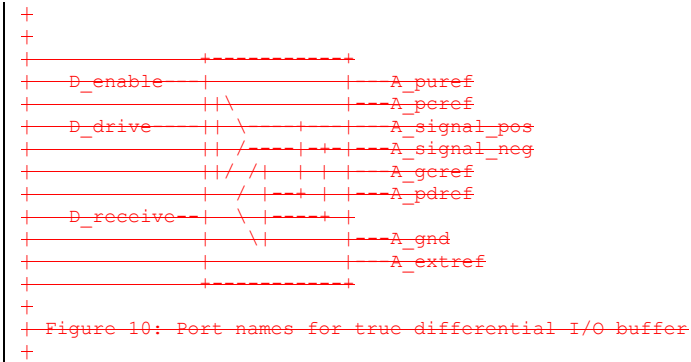 |
|
|            +------------+
|   D_enable---|            |---A_puref
|            ||\          |---A_pcref
|   D_drive----|| \----+---|---A_signal_pos
|            || /----|-+-|---A_signal_neg
|            ||/ /|  | | |---A_gcref
|            | / |--+ | |---A_pdref
|   D_receive--| \ |----+ |
|            |  \|      |---A_gnd
|            |            |---A_extref
|            +------------+
|
| Figure 10: Port names for true differential I/O buffer
|